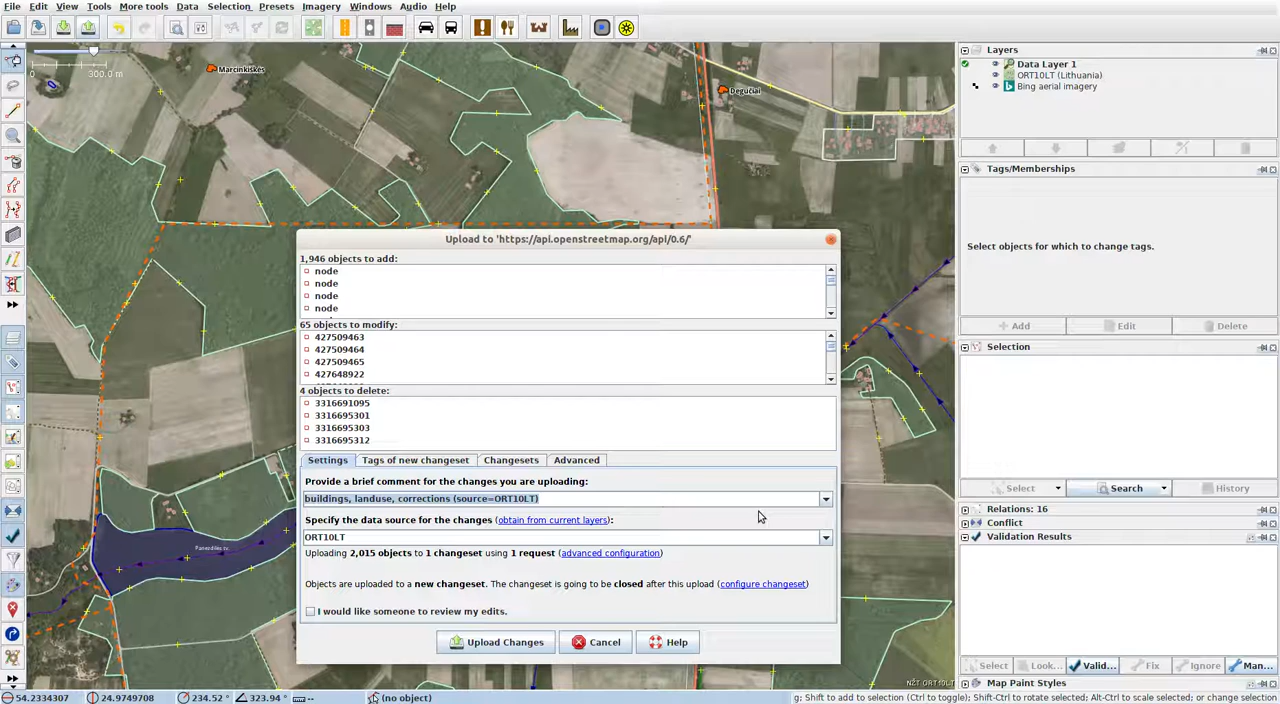 File Edit View Tools More tools Data Selection Presets Imagery Windows Audio Help
0 300.0 m
Marcinkiškės
Degučiai
Layers
Data Layer 1
ORT10LT (Lithuania)
Bing aerial imagery
Tags/Memberships
Select objects for which to change tags.
Add Edit Delete
Selection
Select Search History
Relations: 16
Conflict
Validation Results
Select Look... Valid... Fix Ignore Man...
Map Paint Styles
Upload to 'https://api.openstreetmap.org/api/0.6/'
1,946 objects to add:
node
node
node
node
65 objects to modify:
427509463
427509464
427509465
427648922
4 objects to delete:
3316691095
3316695301
3316695303
3316695312
Settings Tags of new changeset Changesets Advanced
Provide a brief comment for the changes you are uploading:
buildings, landuse, corrections (source=ORT10LT)
Specify the data source for the changes (obtain from current layers):
ORT10LT
Uploading 2,015 objects to 1 changeset using 1 request (advanced configuration)
Objects are uploaded to a new changeset. The changeset is going to be closed after this upload (configure changeset)
I would like someone to review my edits.
Upload Changes Cancel Help
NŽT ORT10LT
54.2334307 24.9749708 234.52 ° 323.94 ° -- (no object)
g; Shift to add to selection (Ctrl to toggle); Shift-Ctrl to rotate selected; Alt-Ctrl to scale selected; or change selection